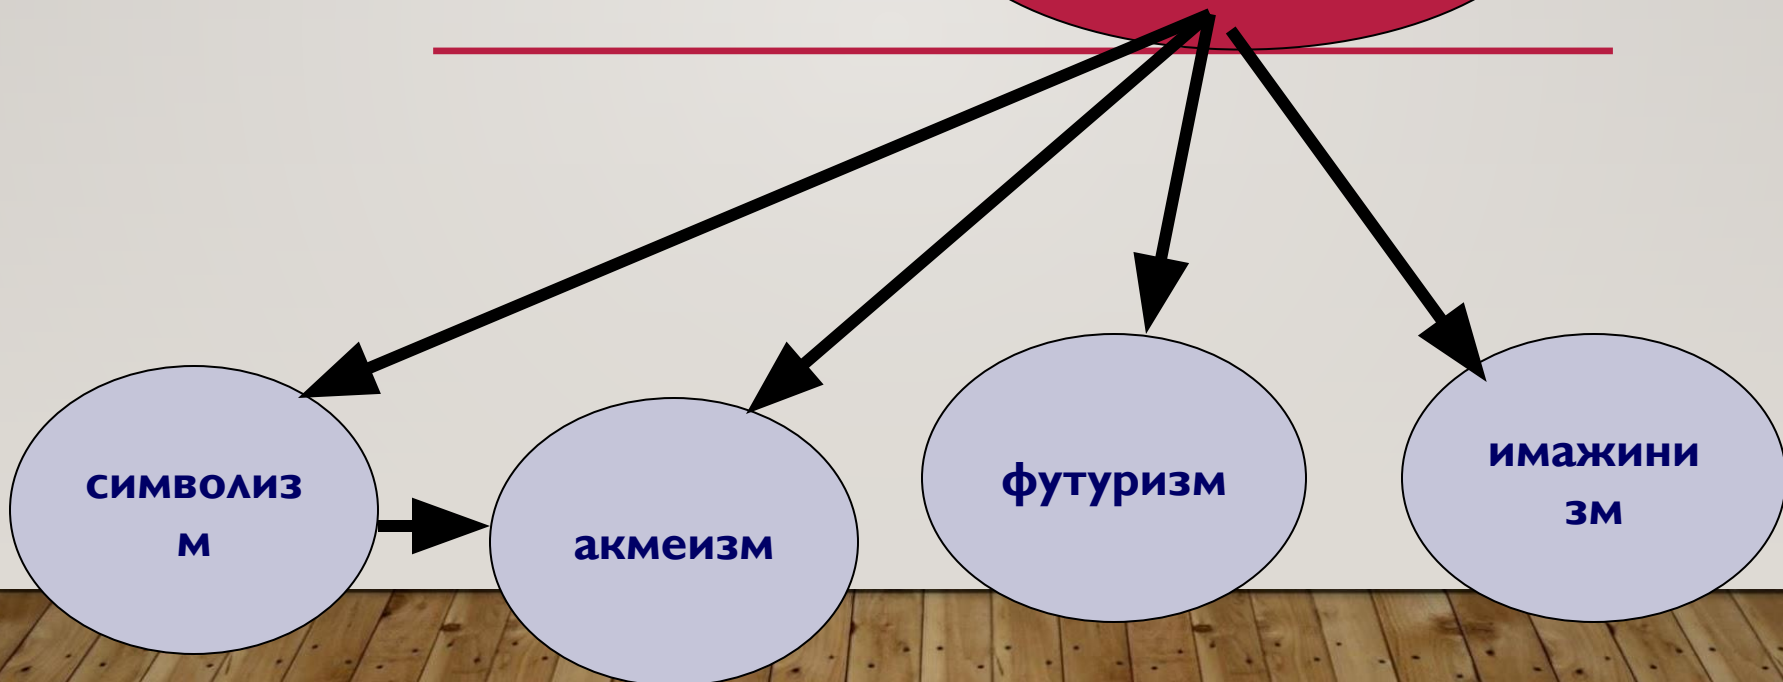 символиз
м
акмеизм
футуризм
имажини
зм